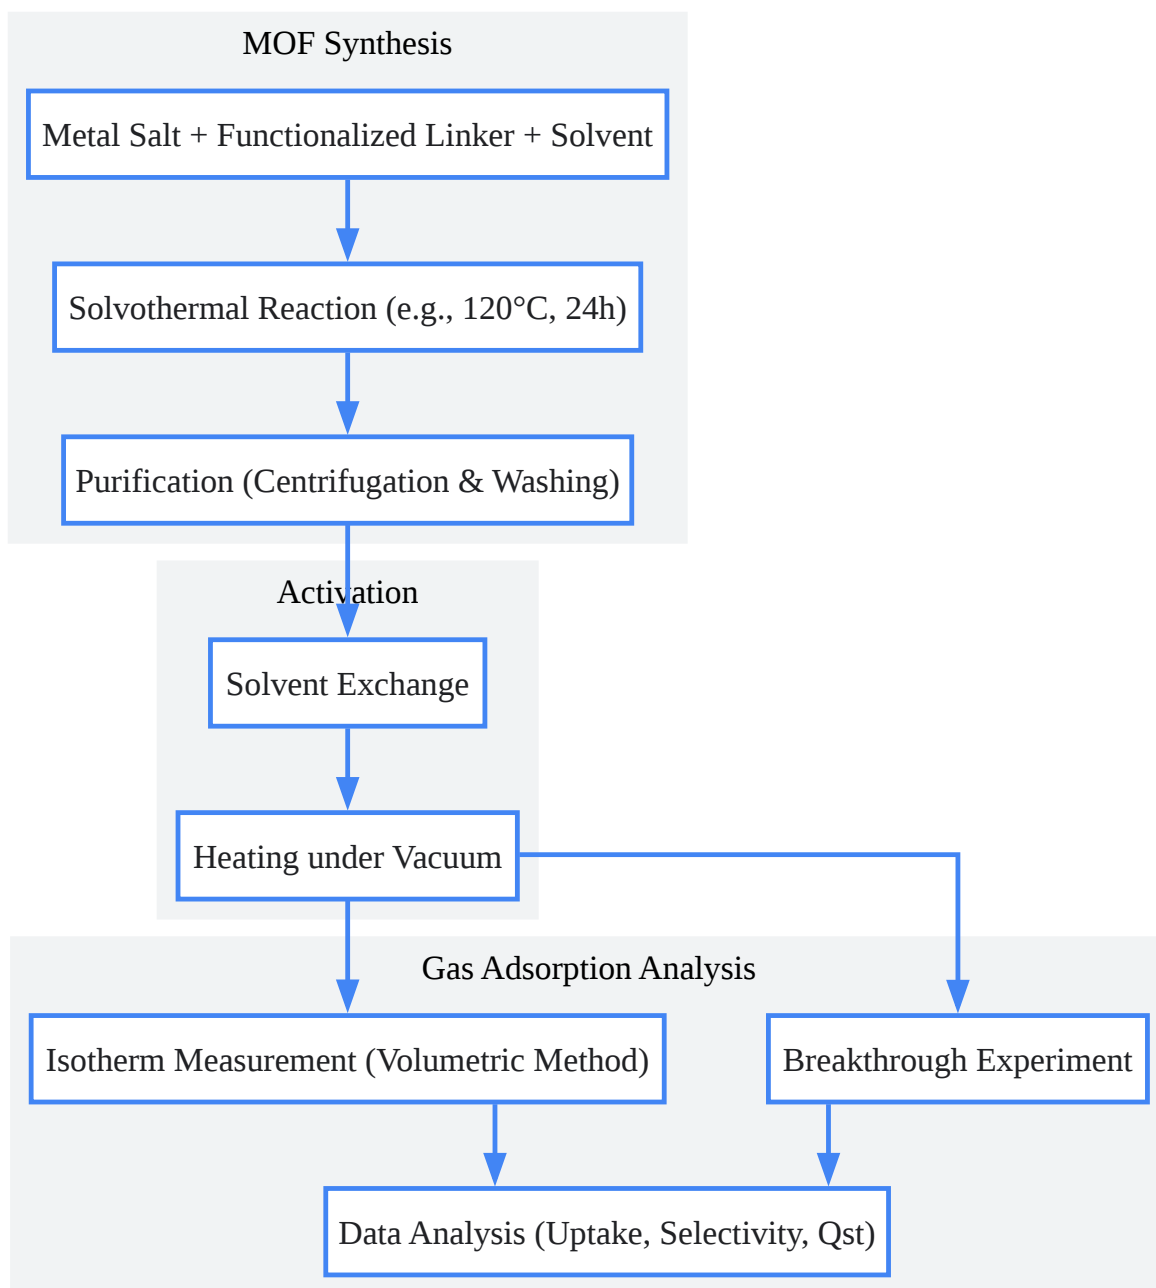 MOF Synthesis
Metal Salt + Functionalized Linker + Solvent
Solvothermal Reaction (e.g., 120°C, 24h)
Purification (Centrifugation & Washing)
Activation
Solvent Exchange
Heating under Vacuum
Gas Adsorption Analysis
Isotherm Measurement (Volumetric Method)
Breakthrough Experiment
Data Analysis (Uptake, Selectivity, Qst)